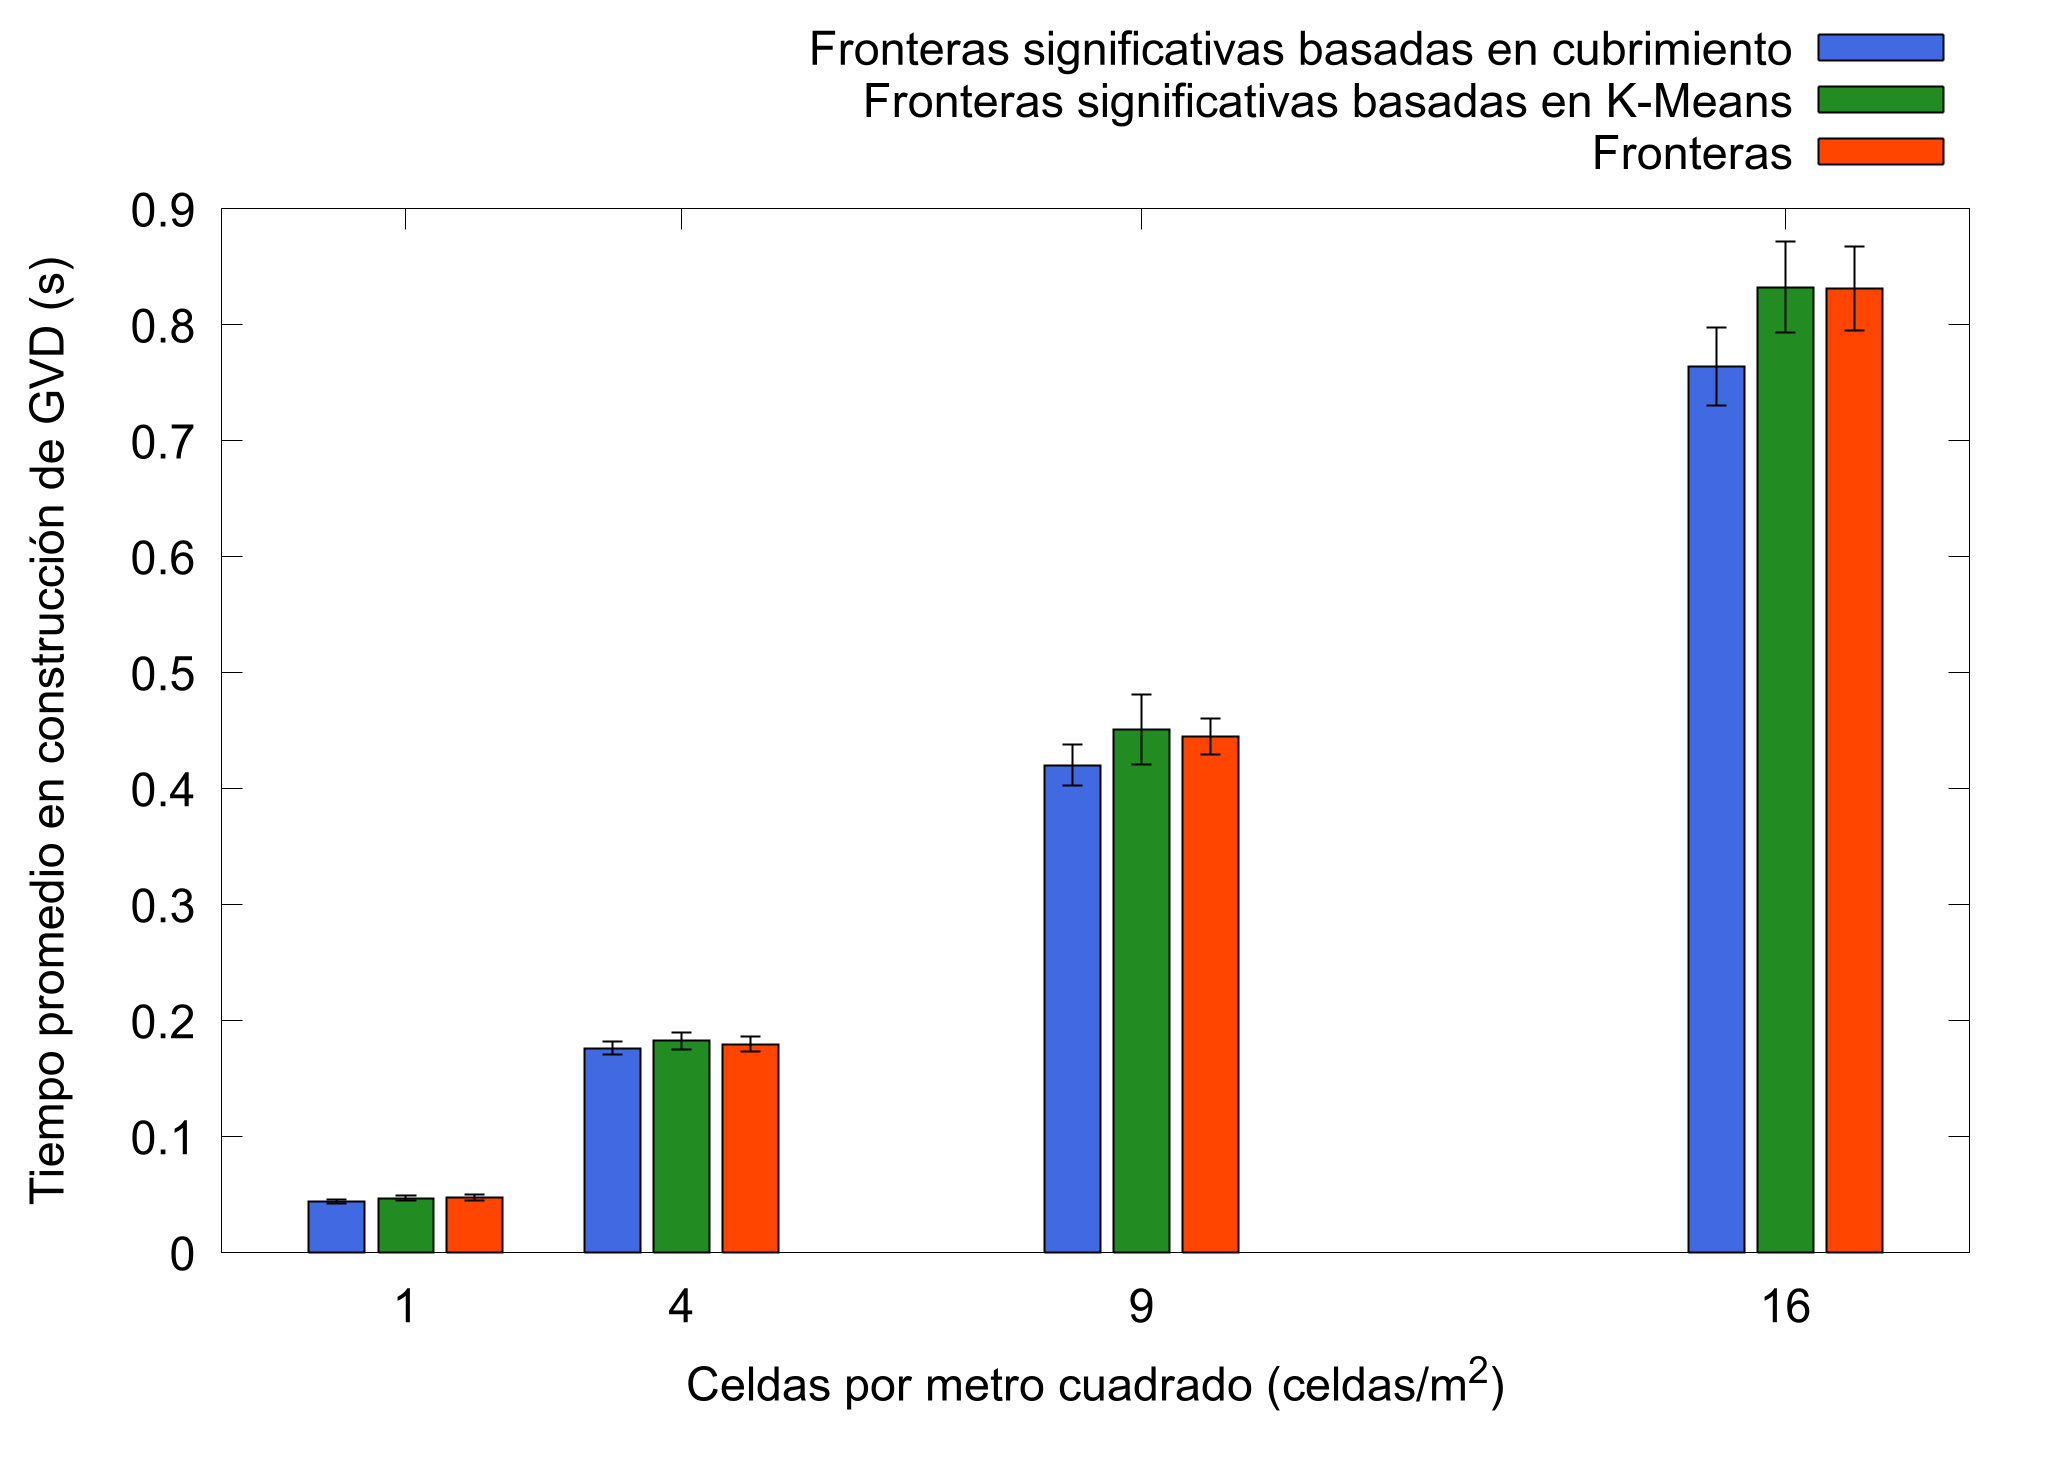 Fronteras significativas basadas en cubrimiento
Fronteras significativas basadas en K-Means
Fronteras
Tiempo promedio en construcción de GVD (s)
0.9
0.8
0.7
0.6
0.5
0.4
0.3
0.2
0.1
0
1 4 9 16
Celdas por metro cuadrado (celdas/m²)